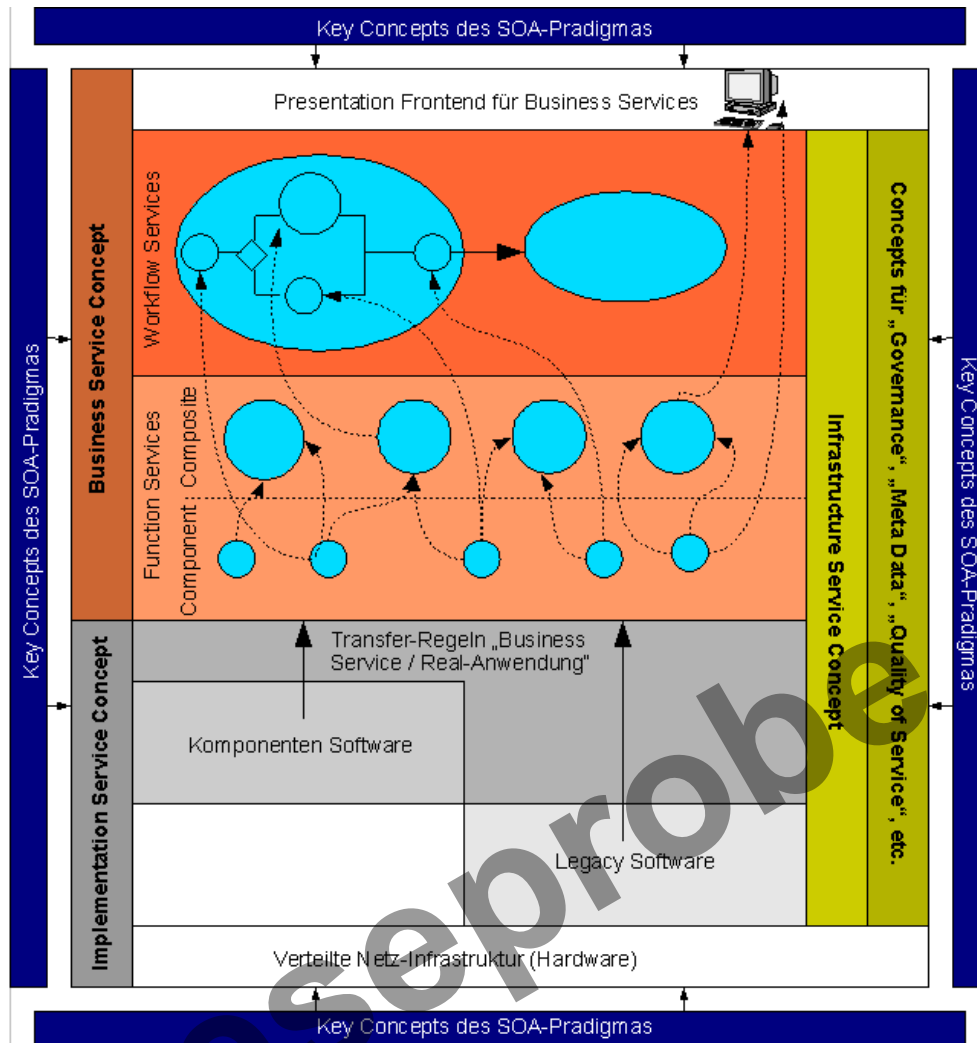 Key Concepts des SOA-Pradigmas
Key Concepts des SOA-Pradigmas
Business Service Concept
Implementation Service Concept
Presentation Frontend für Business Services
Workflow Services
Function Services
Composite
Component
Transfer-Regeln „Business
Service / Real-Anwendung"
Komponenten Software
Legacy Software
Verteilte Netz-Infrastruktur (Hardware)
Infrastructure Service Concept
Concepts für „Governance“, „Meta Data“, „Quality of Service“, etc.
Key Concepts des SOA-Pradigmas
Key Concepts des SOA-Pradigmas
seprobe